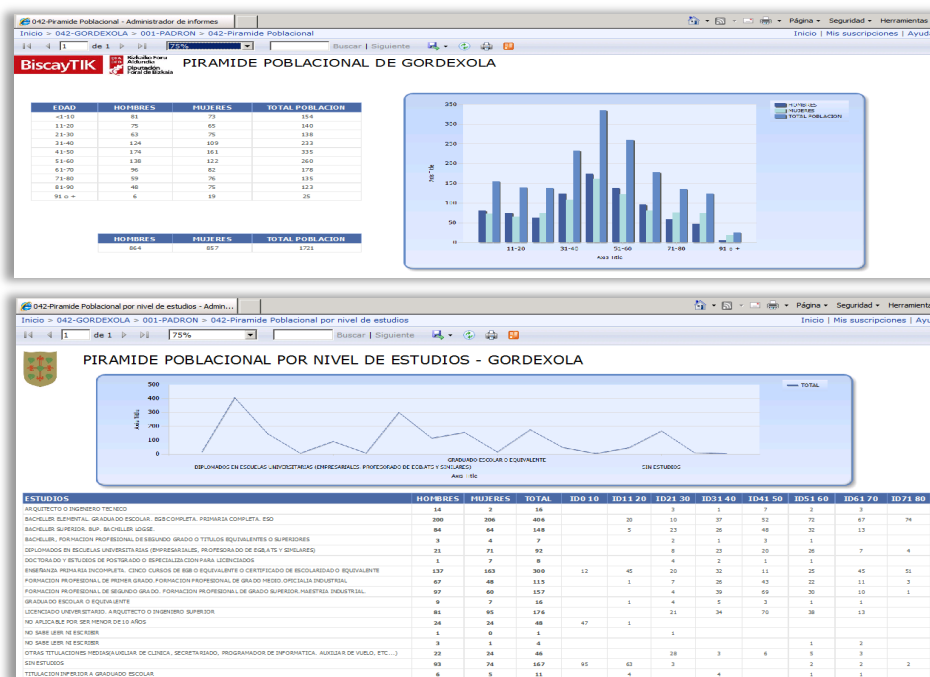 042-Piramide Poblacional - Administrador de informes
Página Seguridad Herramientas
Inicio > 042-GORDEXOLA > 001-PADRON > 042-Piramide Poblacional
Inicio | Mis suscripciones | Ayud
1 de 1 75% Buscar | Siguiente
BiscayTIK Bizkaiko Foru Aldundia Diputación Foral de Bizkaia PIRAMIDE POBLACIONAL DE GORDEXOLA
EDAD HOMBRES MUJERES TOTAL POBLACION
<1-10 81 73 154
11-20 75 65 140
21-30 63 75 138
31-40 124 109 233
41-50 174 161 335
51-60 138 122 260
61-70 96 82 178
71-80 59 76 135
81-90 48 75 123
91 o + 6 19 25
HOMBRES MUJERES TOTAL POBLACION
864 857 1721
350
300
250
200
150
100
50
0
Axis Title
11-20 31-40 51-60 71-80 91 o +
Axis Title
HOMBRES
MUJERES
TOTAL POBLACION
042-Piramide Poblacional por nivel de estudios - Admin...
Página Seguridad Herramienta
Inicio > 042-GORDEXOLA > 001-PADRON > 042-Piramide Poblacional por nivel de estudios
Inicio | Mis suscripciones | Ayu
1 de 1 75% Buscar | Siguiente
PIRAMIDE POBLACIONAL POR NIVEL DE ESTUDIOS - GORDEXOLA
500
400
300
200
100
0
Axis Title
TOTAL
GRADUADO ESCOLAR O EQUIVALENTE
DIPLOMADOS EN ESCUELAS UNIVERSITARIAS (EMPRESARIALES, PROFESORADO DE EGB,ATS Y SIMILARES) SIN ESTUDIOS
Axis Title
ESTUDIOS HOMBRES MUJERES TOTAL ID0 10 ID11 20 ID21 30 ID31 40 ID41 50 ID51 60 ID61 70 ID71 80
ARQUITECTO O INGENIERO TECNICO 14 2 16 3 1 7 2 3
BACHILLER ELEMENTAL. GRADUADO ESCOLAR. EGB COMPLETA. PRIMARIA COMPLETA. ESO 200 206 406 20 10 37 52 72 67 74
BACHILLER SUPERIOR. BUP. BACHILLER LOGSE. 84 64 148 5 23 26 48 32 13
BACHILLER, FORMACION PROFESIONAL DE SEGUNDO GRADO O TITULOS EQUIVALENTES O SUPERIORES 3 4 7 2 1 3 1
DIPLOMADOS EN ESCUELAS UNIVERSITARIAS (EMPRESARIALES, PROFESORADO DE EGB,ATS Y SIMILARES) 21 71 92 8 23 20 26 7 4
DOCTORADO Y ESTUDIOS DE POSTGRADO O ESPECIALIZACION PARA LICENCIADOS 1 7 8 4 2 1 1
ENSEÑANZA PRIMARIA INCOMPLETA. CINCO CURSOS DE EGB O EQUIVALENTE O CERTIFICADO DE ESCOLARIDAD O EQUIVALENTE 137 163 300 12 45 20 32 11 25 45 51
FORMACION PROFESIONAL DE PRIMER GRADO.FORMACION PROFESIONAL DE GRADO MEDIO.OFICIALIA INDUSTRIAL 67 48 115 1 7 26 43 22 11 3
FORMACION PROFESIONAL DE SEGUNDO GRADO. FORMACION PROFESIONAL DE GRADO SUPERIOR.MAESTRIA INDUSTRIAL. 97 60 157 4 39 69 30 10 1
GRADUADO ESCOLAR O EQUIVALENTE 9 7 16 1 4 5 3 1 1
LICENCIADO UNIVERSITARIO. ARQUITECTO O INGENIERO SUPERIOR 81 95 176 21 34 70 38 13
NO APLICABLE POR SER MENOR DE 10 AÑOS 24 24 48 47 1
NO SABE LEER NI ESCRIBIR 1 0 1 1
NO SABE LEER NI ESCRIBIR 3 1 4 1 2
OTRAS TITULACIONES MEDIAS(AUXILIAR DE CLINICA, SECRETARIADO, PROGRAMADOR DE INFORMATICA. AUXILIAR DE VUELO, ETC....) 22 24 46 28 3 6 5 3
SIN ESTUDIOS 93 74 167 95 63 3 2 2 2
TITULACION INFERIOR A GRADUADO ESCOLAR 6 5 11 4 4 1 1